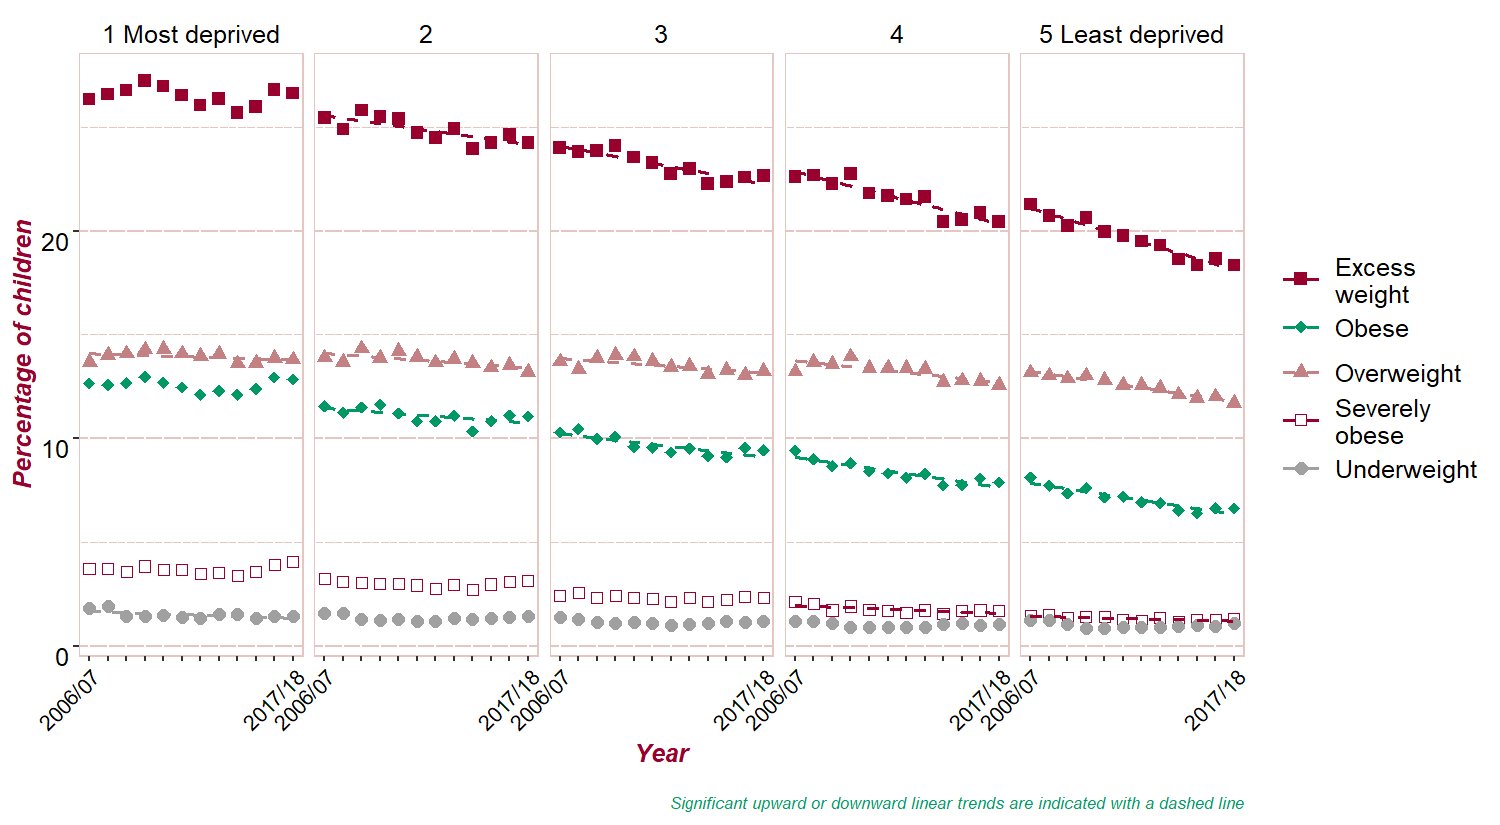 1 Most deprived
2
3
4
5 Least deprived
Percentage of children
20
10
0
2006/07
2017/18
2006/07
2017/18
2006/07
2017/18
2006/07
2017/18
2006/07
2017/18
Year
Excess
weight
Obese
Overweight
Severely
obese
Underweight
Significant upward or downward linear trends are indicated with a dashed line